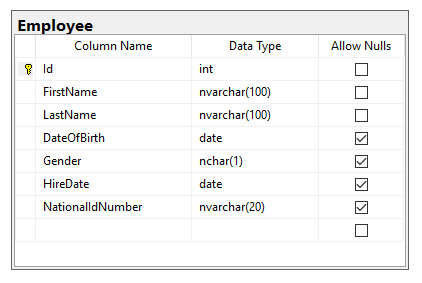 Employee
Column Name Data Type Allow Nulls
Id int
FirstName nvarchar(100)
LastName nvarchar(100)
DateOfBirth date
Gender nchar(1)
HireDate date
NationalIdNumber nvarchar(20)